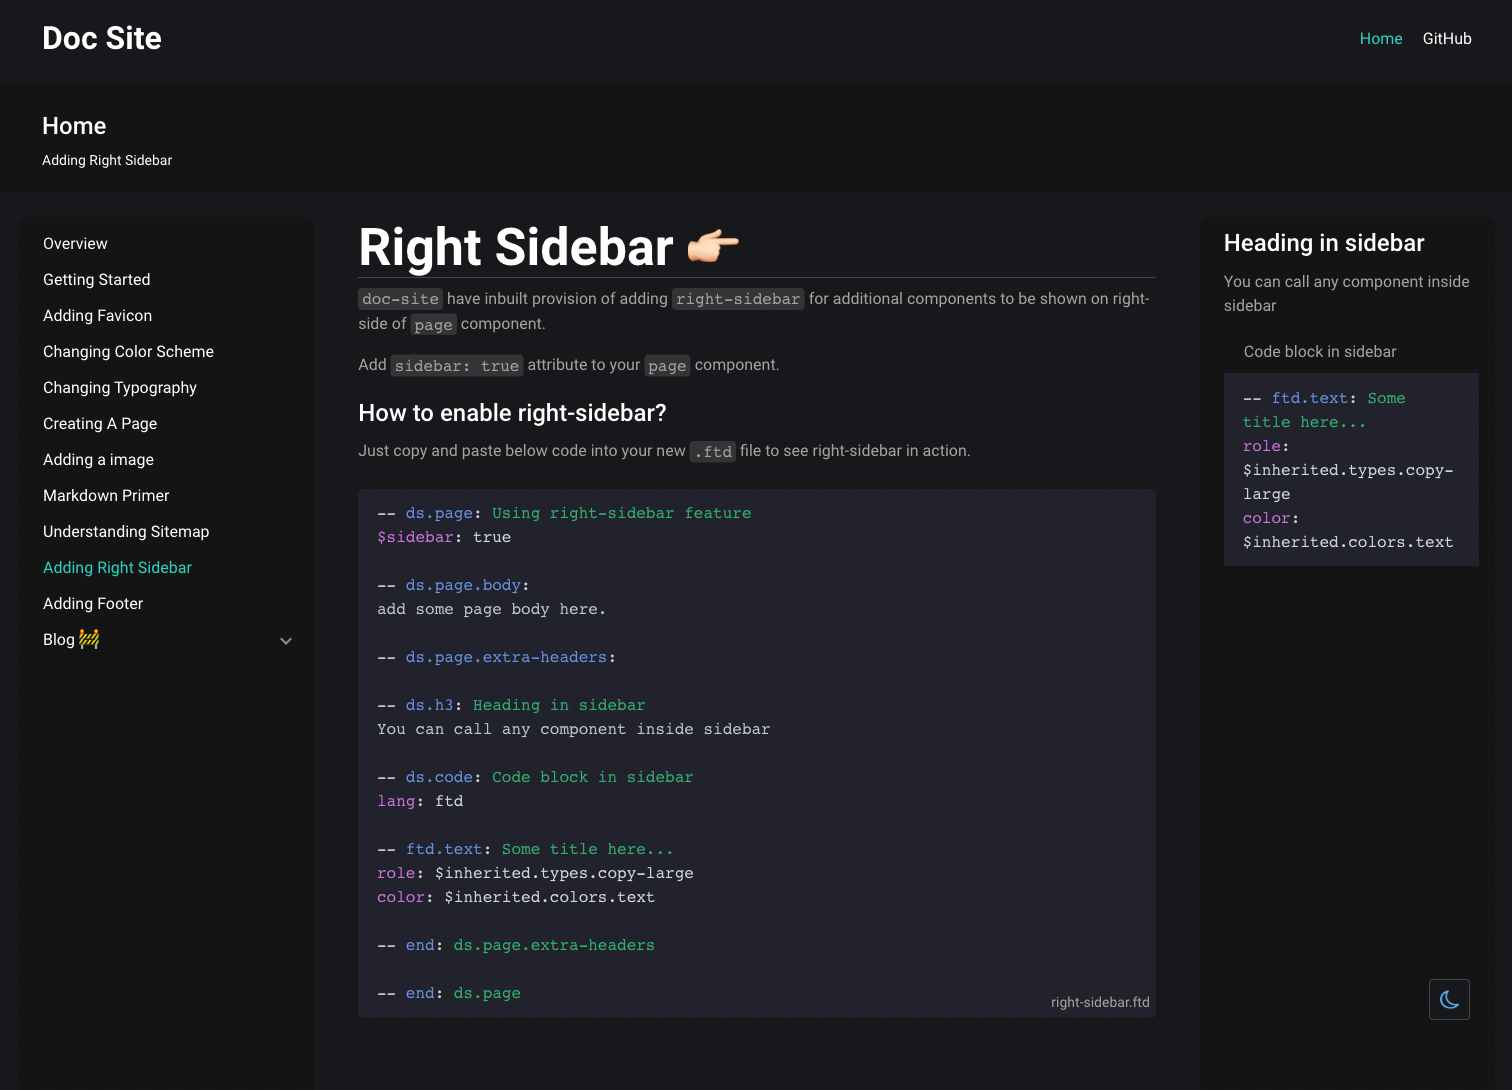 Doc Site
Home GitHub
Home
Adding Right Sidebar
Overview
Getting Started
Adding Favicon
Changing Color Scheme
Changing Typography
Creating A Page
Adding a image
Markdown Primer
Understanding Sitemap
Adding Right Sidebar
Adding Footer
Blog 🚧
Right Sidebar 👉🏻
doc-site have inbuilt provision of adding right-sidebar for additional components to be shown on right-
side of page component.
Add sidebar: true attribute to your page component.
How to enable right-sidebar?
Just copy and paste below code into your new .ftd file to see right-sidebar in action.
-- ds.page: Using right-sidebar feature
$sidebar: true
-- ds.page.body:
add some page body here.
-- ds.page.extra-headers:
-- ds.h3: Heading in sidebar
You can call any component inside sidebar
-- ds.code: Code block in sidebar
lang: ftd
-- ftd.text: Some title here...
role: $inherited.types.copy-large
color: $inherited.colors.text
-- end: ds.page.extra-headers
-- end: ds.page
right-sidebar.ftd
Heading in sidebar
You can call any component inside
sidebar
Code block in sidebar
-- ftd.text: Some
title here...
role:
$inherited.types.copy-
large
color:
$inherited.colors.text